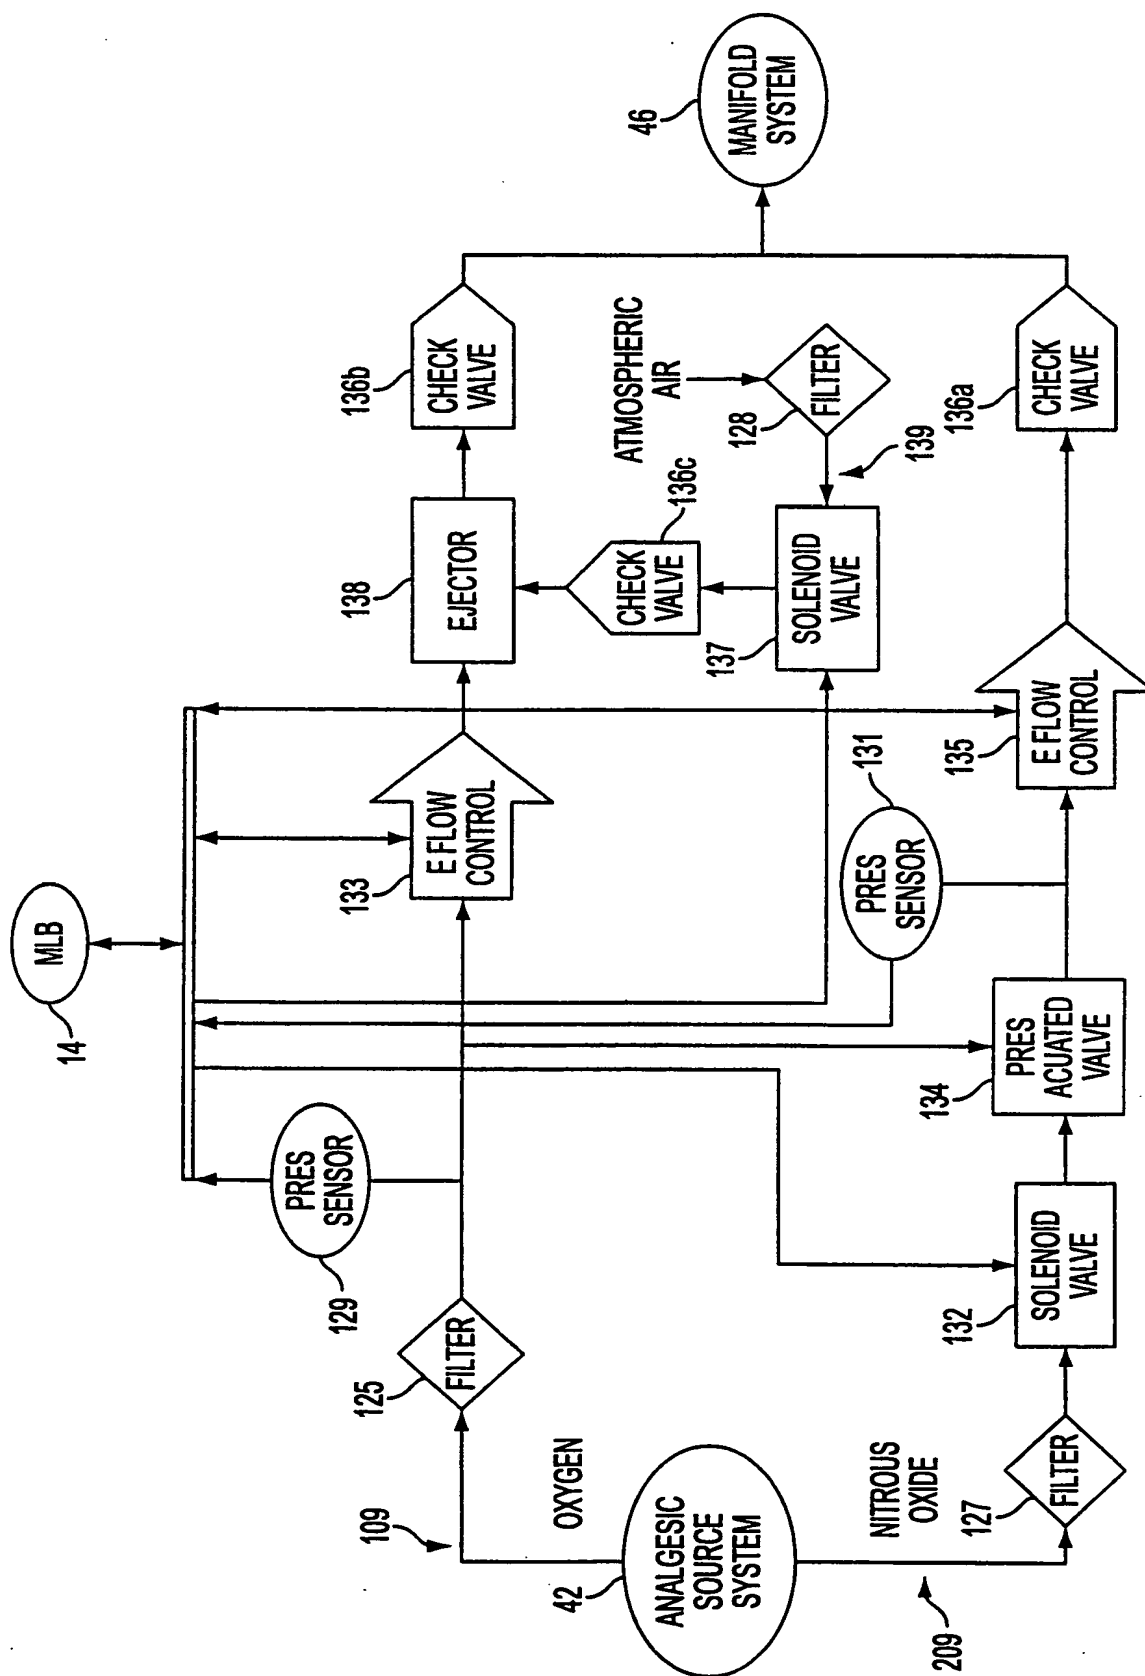 14
MLB
129
PRES
SENSOR
109
OXYGEN
125
FILTER
133
E FLOW
CONTROL
138
EJECTOR
136b
CHECK
VALVE
42
ANALGESIC
SOURCE
SYSTEM
136c
CHECK
VALVE
ATMOSPHERIC
AIR
128
FILTER
139
137
SOLENOID
VALVE
46
MANIFOLD
SYSTEM
209
NITROUS
OXIDE
127
FILTER
132
SOLENOID
VALVE
134
PRES
ACUATED
VALVE
131
PRES
SENSOR
135
E FLOW
CONTROL
136a
CHECK
VALVE